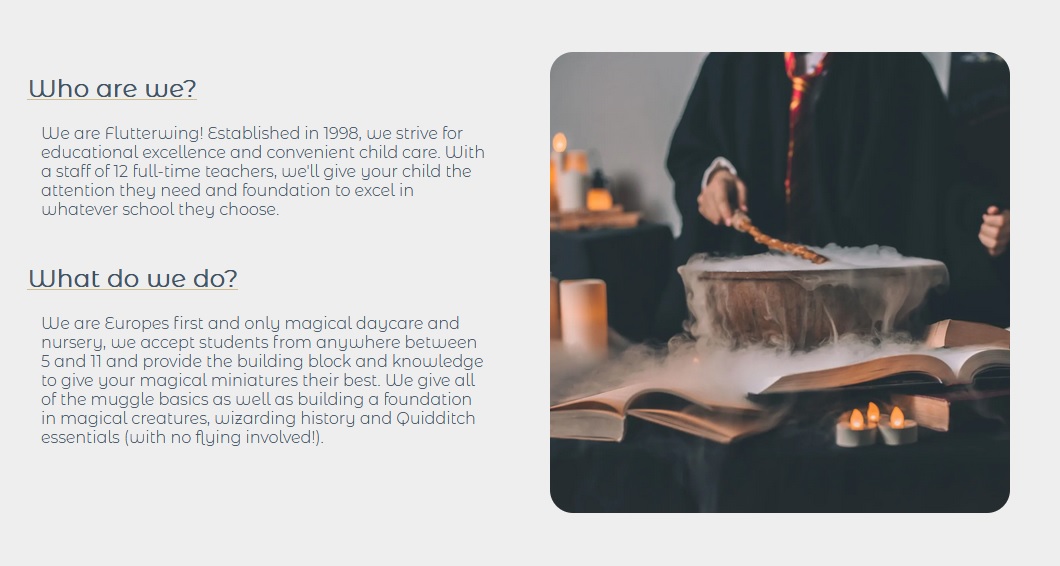 Who are we?
We are Flutterwing! Established in 1998, we strive for
educational excellence and convenient child care. With
a staff of 12 full-time teachers, we'll give your child the
attention they need and foundation to excel in
whatever school they choose.
What do we do?
We are Europes first and only magical daycare and
nursery, we accept students from anywhere between
5 and 11 and provide the building block and knowledge
to give your magical miniatures their best. We give all
of the muggle basics as well as building a foundation
in magical creatures, wizarding history and Quidditch
essentials (with no flying involved!).